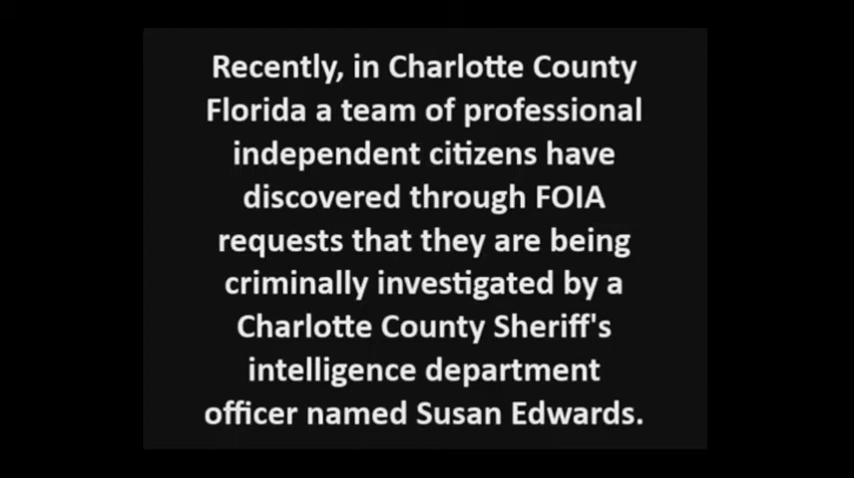 Recently, in Charlotte County
Florida a team of professional
independent citizens have
discovered through FOIA
requests that they are being
criminally investigated by a
Charlotte County Sheriff's
intelligence department
officer named Susan Edwards.